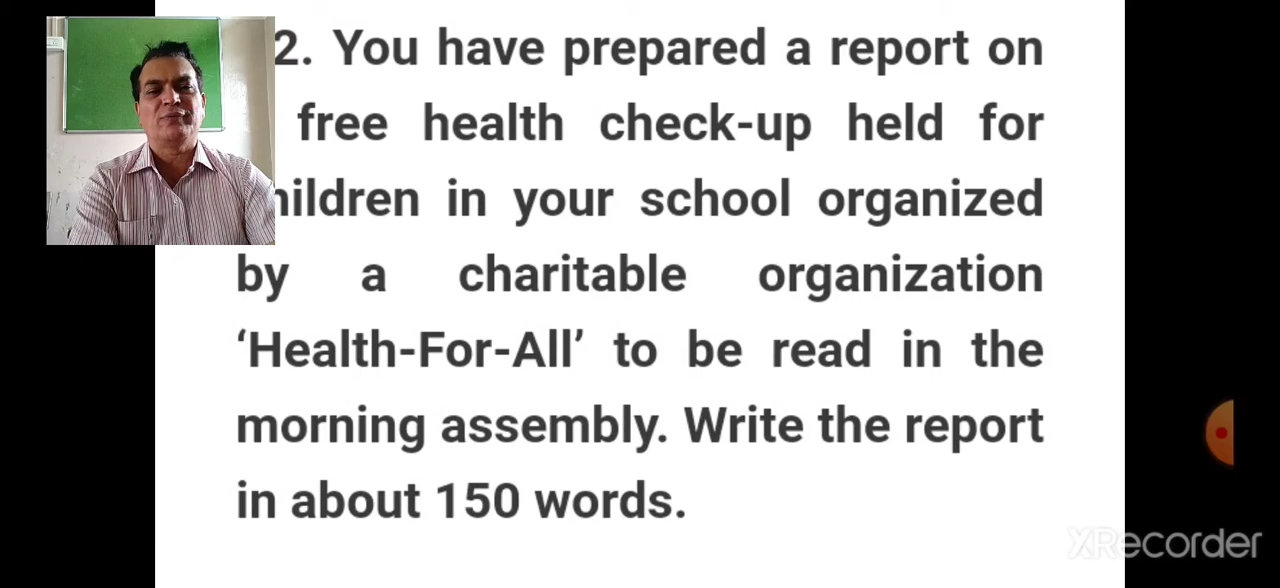 2. You have prepared a report on
free health check-up held for
hildren in your school organized
by a charitable organization
‘Health-For-All’ to be read in the
morning assembly. Write the report
in about 150 words.
XRecorder